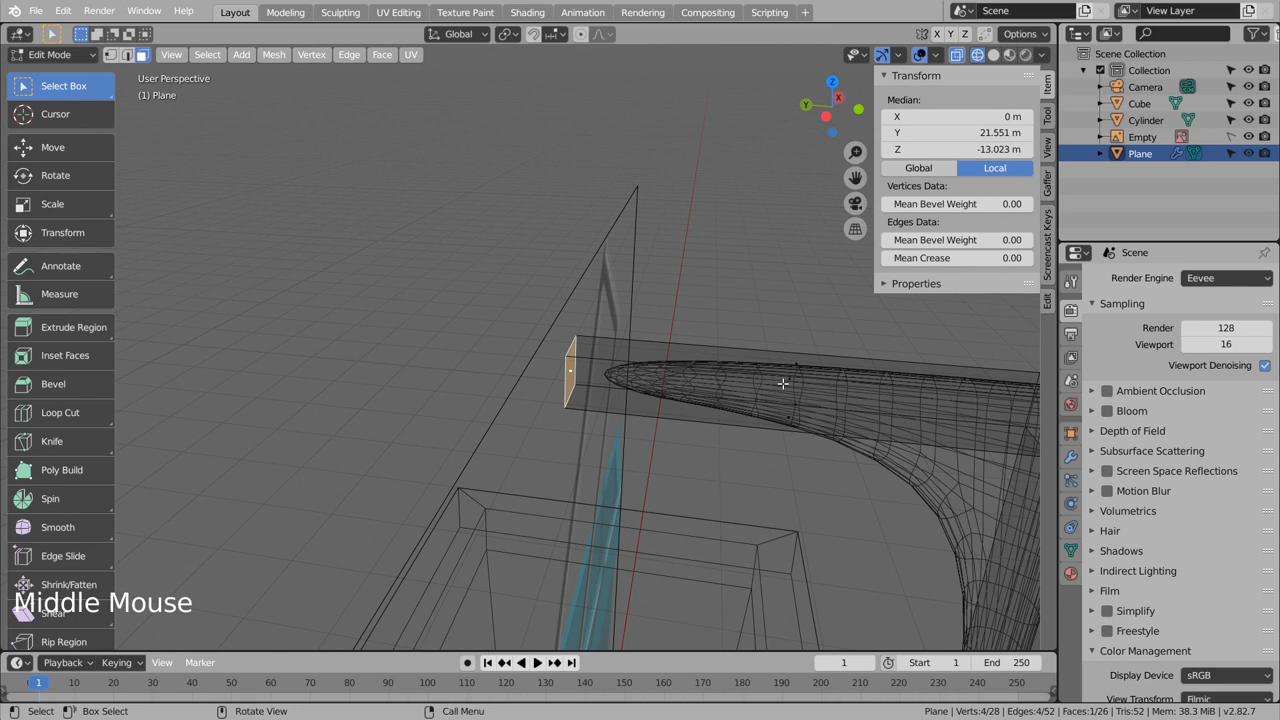 File Edit Render Window Help
Layout Modeling Sculpting UV Editing Texture Paint Shading Animation Rendering Compositing Scripting +
Scene
View Layer
Global
X Y Z
Options
Edit Mode
View Select Add Mesh Vertex Edge Face UV
Select Box
Cursor
Move
Rotate
Scale
Transform
Annotate
Measure
Extrude Region
Inset Faces
Bevel
Loop Cut
Knife
Poly Build
Spin
Smooth
Edge Slide
Shrink/Fatten
Shear
Rip Region
User Perspective
(1) Plane
Z
X
Y
Transform
Median:
X 0 m
Y 21.551 m
Z -13.023 m
Global Local
Vertices Data:
Mean Bevel Weight 0.00
Edges Data:
Mean Bevel Weight 0.00
Mean Crease 0.00
Properties
Item
Tool
View
Gaffer
Screencast Keys
Edit
Middle Mouse
Scene Collection
Collection
Camera
Cube
Cylinder
Empty
Plane
Scene
Render Engine Eevee
Sampling
Render 128
Viewport 16
Viewport Denoising
Ambient Occlusion
Bloom
Depth of Field
Subsurface Scattering
Screen Space Reflections
Motion Blur
Volumetrics
Hair
Shadows
Indirect Lighting
Film
Simplify
Freestyle
Color Management
Display Device sRGB
View Transform Filmic
Playback Keying View Marker
1
Start 1
End 250
1 10 20 30 40 50 60 70 80 90 100 110 120 130 140 150 160 170 180 190 200 210 220 230 240 250
Select Box Select Rotate View Call Menu
Plane | Verts:4/28 | Edges:4/52 | Faces:1/26 | Tris:52 | Mem: 38.3 MiB | v2.82.7